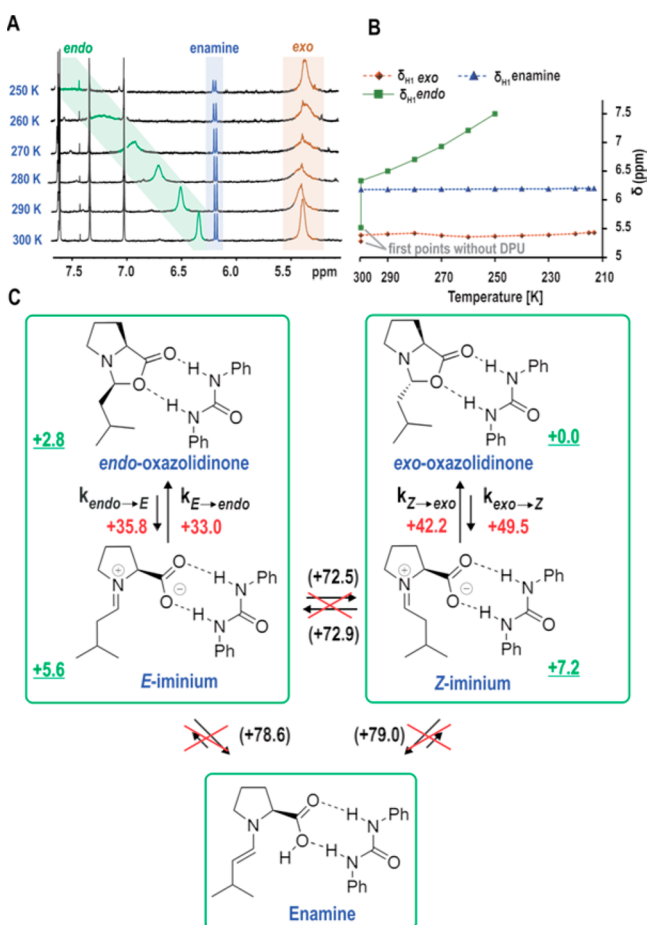 A
endo
enamine
exo
250 K
260 K
270 K
280 K
290 K
300 K
7.5
7.0
6.5
6.0
5.5
ppm
B
δH1 exo
δH1 enamine
δH1 endo
7.5
7
6.5
6
5.5
5
δ (ppm)
first points without DPU
300
290
280
270
260
250
240
230
220
210
Temperature [K]
C
N
O
O
H
N
Ph
H
N
O
Ph
+2.8
endo-oxazolidinone
N
O
O
H
N
Ph
H
N
O
Ph
+0.0
exo-oxazolidinone
kendo→E
kE→endo
+35.8
+33.0
kZ→exo
kexo→Z
+42.2
+49.5
N
+
O
O
−
H
N
Ph
H
N
O
Ph
+5.6
E-iminium
(+72.5)
(+72.9)
N
+
O
O
−
H
N
Ph
H
N
O
Ph
+7.2
Z-iminium
(+78.6)
(+79.0)
N
O
O
H
H
N
Ph
H
N
O
Ph
Enamine